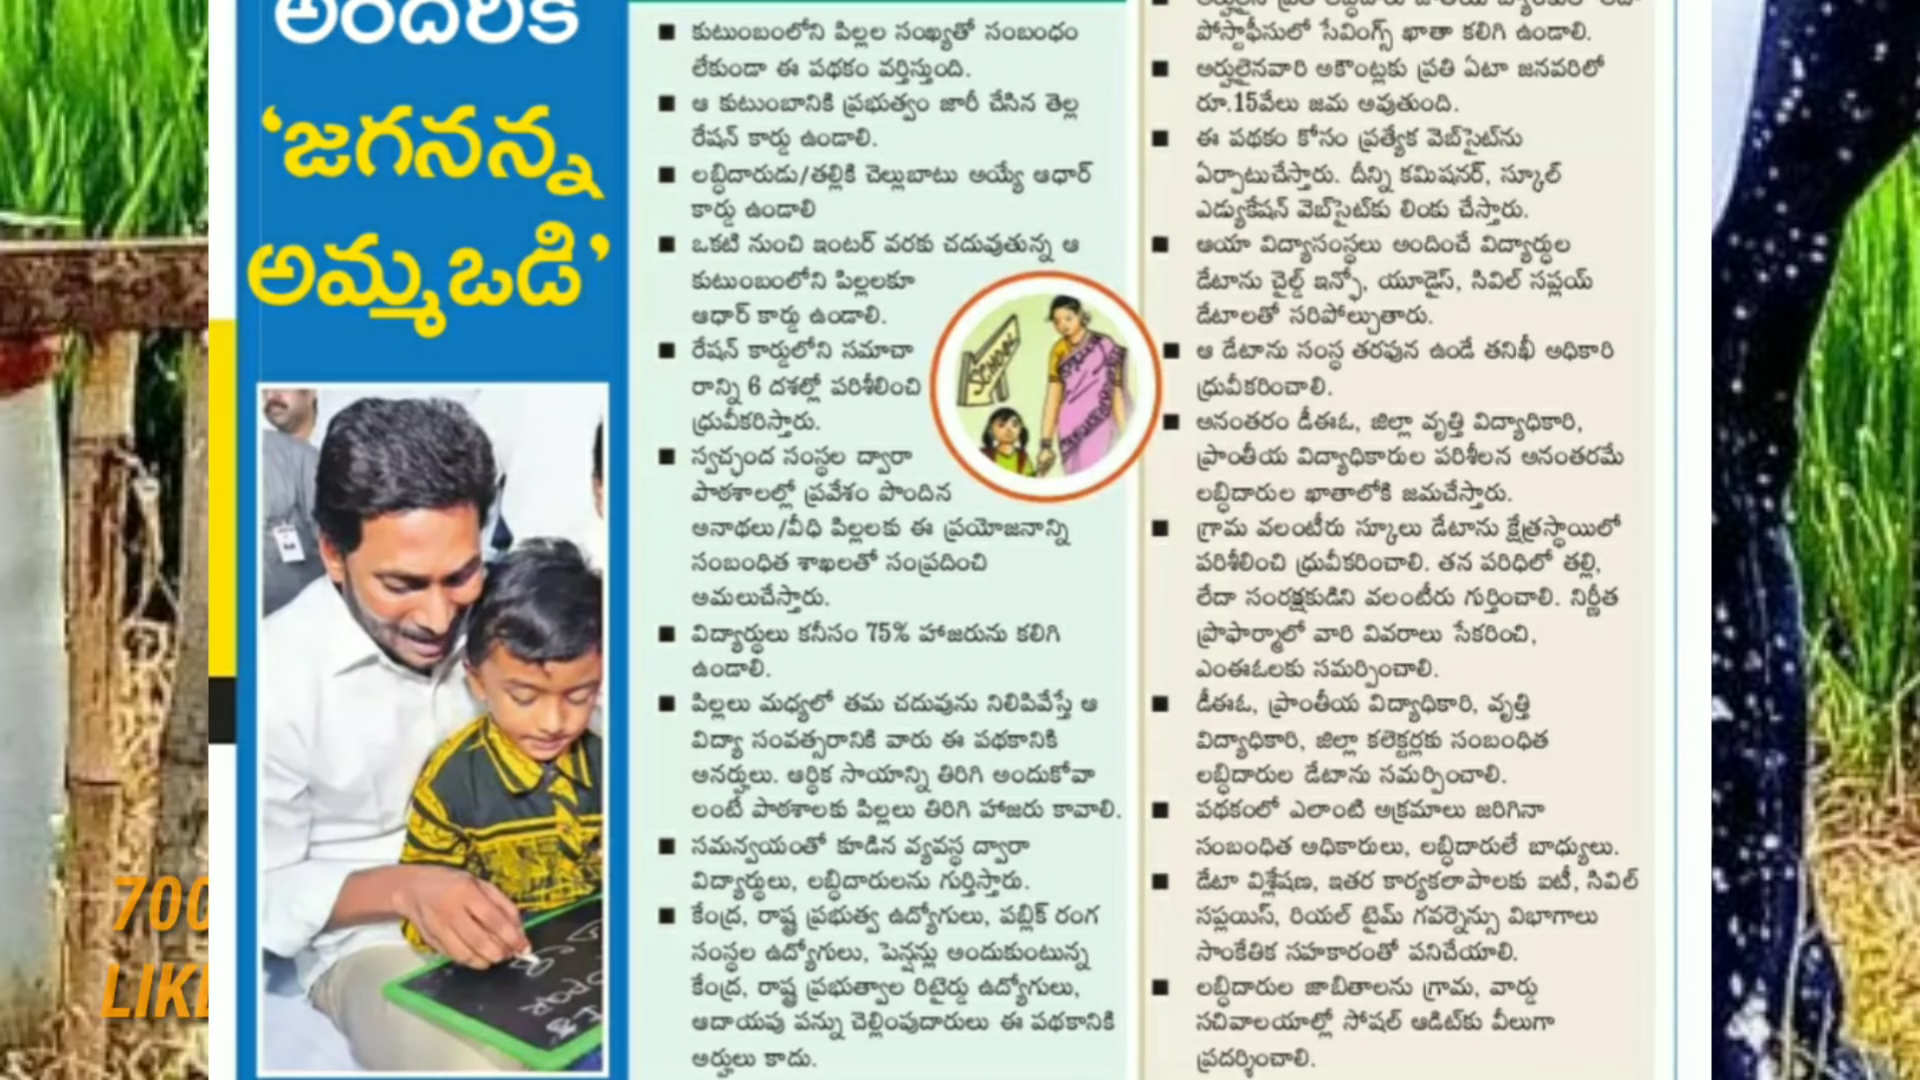 అందరికీ
‘జగనన్న
అమ్మఒడి’
700
LIKE
కుటుంబంలోని పిల్లల సంఖ్యతో సంబంధం
లేకుండా ఈ పథకం వర్తిస్తుంది.
ఆ కుటుంబానికి ప్రభుత్వం జారీ చేసిన తెల్ల
రేషన్ కార్డు ఉండాలి.
లబ్ధిదారుడు/తల్లికి చెల్లుబాటు అయ్యే ఆధార్
కార్డు ఉండాలి
ఒకటి నుంచి ఇంటర్ వరకు చదువుతున్న ఆ
కుటుంబంలోని పిల్లలకూ
ఆధార్ కార్డు ఉండాలి.
రేషన్ కార్డులోని సమాచా
రాన్ని 6 దశల్లో పరిశీలించి
ధ్రువీకరిస్తారు.
స్వచ్ఛంద సంస్థల ద్వారా
పాఠశాలల్లో ప్రవేశం పొందిన
అనాథలు/వీధి పిల్లలకు ఈ ప్రయోజనాన్ని
సంబంధిత శాఖలతో సంప్రదించి
అమలుచేస్తారు.
విద్యార్థులు కనీసం 75% హాజరును కలిగి
ఉండాలి.
పిల్లలు మధ్యలో తమ చదువును నిలిపివేస్తే ఆ
విద్యా సంవత్సరానికి వారు ఈ పథకానికి
అనర్హులు. ఆర్థిక సాయాన్ని తిరిగి అందుకోవా
లంటే పాఠశాలకు పిల్లలు తిరిగి హాజరు కావాలి.
సమన్వయంతో కూడిన వ్యవస్థ ద్వారా
విద్యార్థులు, లబ్ధిదారులను గుర్తిస్తారు.
కేంద్ర, రాష్ట్ర ప్రభుత్వ ఉద్యోగులు, పబ్లిక్ రంగ
సంస్థల ఉద్యోగులు, పెన్షన్లు అందుకుంటున్న
కేంద్ర, రాష్ట్ర ప్రభుత్వాల రిటైర్డు ఉద్యోగులు,
ఆదాయపు పన్ను చెల్లింపుదారులు ఈ పథకానికి
అర్హులు కాదు.
SCHOOL
పోస్టాఫీసులో సేవింగ్స్ ఖాతా కలిగి ఉండాలి.
అర్హులైనవారి అకౌంట్లకు ప్రతి ఏటా జనవరిలో
రూ.15వేలు జమ అవుతుంది.
ఈ పథకం కోసం ప్రత్యేక వెబ్‌సైట్‌ను
ఏర్పాటుచేస్తారు. దీన్ని కమిషనర్, స్కూల్
ఎడ్యుకేషన్ వెబ్‌సైట్‌కు లింకు చేస్తారు.
ఆయా విద్యాసంస్థలు అందించే విద్యార్థుల
డేటాను చైల్డ్ ఇన్ఫో, యూడైస్, సివిల్ సప్లయ్
డేటాలతో సరిపోల్చుతారు.
ఆ డేటాను సంస్థ తరఫున ఉండే తనిఖీ అధికారి
ధ్రువీకరించాలి.
అనంతరం డీఈఓ, జిల్లా వృత్తి విద్యాధికారి,
ప్రాంతీయ విద్యాధికారుల పరిశీలన అనంతరమే
లబ్ధిదారుల ఖాతాలోకి జమచేస్తారు.
గ్రామ వలంటీరు స్కూలు డేటాను క్షేత్రస్థాయిలో
పరిశీలించి ధ్రువీకరించాలి. తన పరిధిలో తల్లి,
లేదా సంరక్షకుడిని వలంటీరు గుర్తించాలి. నిర్ణీత
ప్రొఫార్మాలో వారి వివరాలు సేకరించి,
ఎంఈఓలకు సమర్పించాలి.
డీఈఓ, ప్రాంతీయ విద్యాధికారి, వృత్తి
విద్యాధికారి, జిల్లా కలెక్టర్లకు సంబంధిత
లబ్ధిదారుల డేటాను సమర్పించాలి.
పథకంలో ఎలాంటి అక్రమాలు జరిగినా
సంబంధిత అధికారులు, లబ్ధిదారులే బాధ్యులు.
డేటా విశ్లేషణ, ఇతర కార్యకలాపాలకు ఐటీ, సివిల్
సప్లయిస్, రియల్ టైమ్ గవర్నెన్సు విభాగాలు
సాంకేతిక సహకారంతో పనిచేయాలి.
లబ్ధిదారుల జాబితాలను గ్రామ, వార్డు
సచివాలయాల్లో సోషల్ ఆడిట్‌కు వీలుగా
ప్రదర్శించాలి.